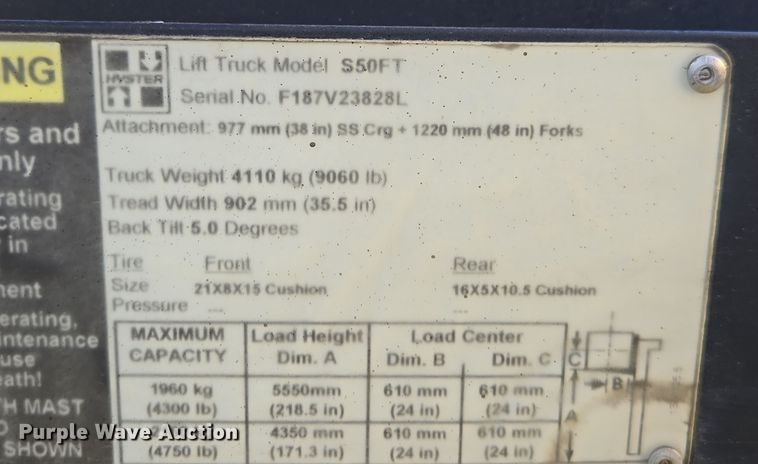 NG
rs and
nly
rating
cated
in
ment
erating,
intenance
use
eath!
H MAST
SHOWN
HYSTER
Lift Truck Model S50FT
Serial No. F187V23828L
Attachment: 977 mm (38 in) SS Crg + 1220 mm (48 in) Forks
Truck Weight 4110 kg (9060 lb)
Tread Width 902 mm (35.5 in)
Back Tilt 5.0 Degrees
Tire Front Rear
Size 21X8X15 Cushion 16X5X10.5 Cushion
Pressure --- ---
MAXIMUM CAPACITY
Load Height Dim. A
Load Center
Dim. B Dim. C
1960 kg 5550mm 610 mm 610 mm
(4300 lb) (218.5 in) (24 in) (24 in)
4350 mm 610 mm 610 mm
(4750 lb) (171.3 in) (24 in) (24 in)
C
B
A
Purple Wave Auction